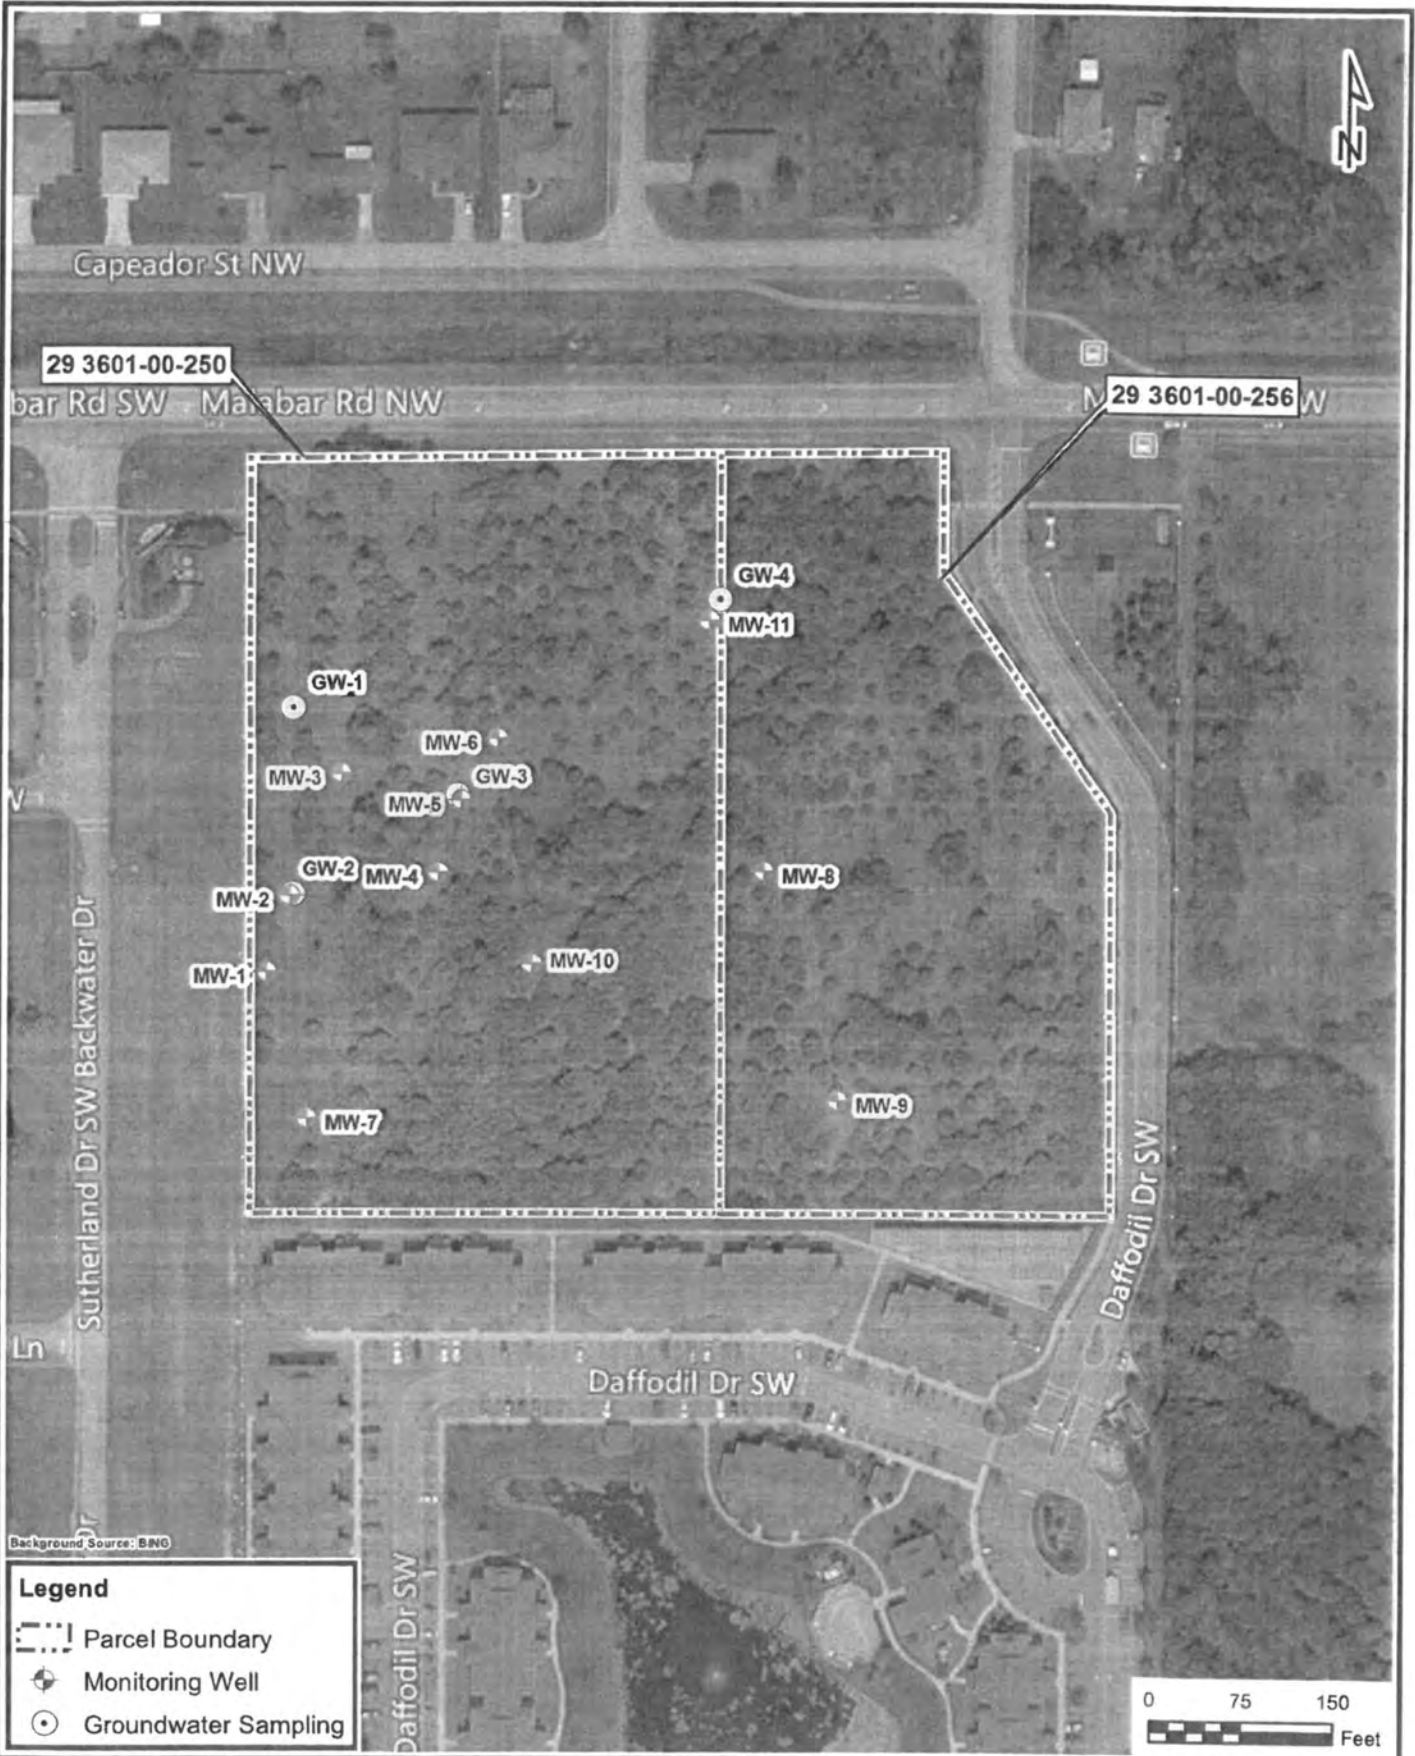 N
Capeador St NW
29 3601-00-250
bar Rd SW Malabar Rd NW
29 3601-00-256
M W
GW-4
MW-11
GW-1
MW-6
MW-3
GW-3
MW-5
GW-2
MW-4
MW-2
MW-8
MW-1
MW-10
MW-7
MW-9
Sutherland Dr SW Backwater Dr
Daffodil Dr SW
Ln
Daffodil Dr SW
Dr
Background Source: BING
Daffodil Dr SW
Legend
Parcel Boundary
Monitoring Well
Groundwater Sampling
0 75 150
Feet